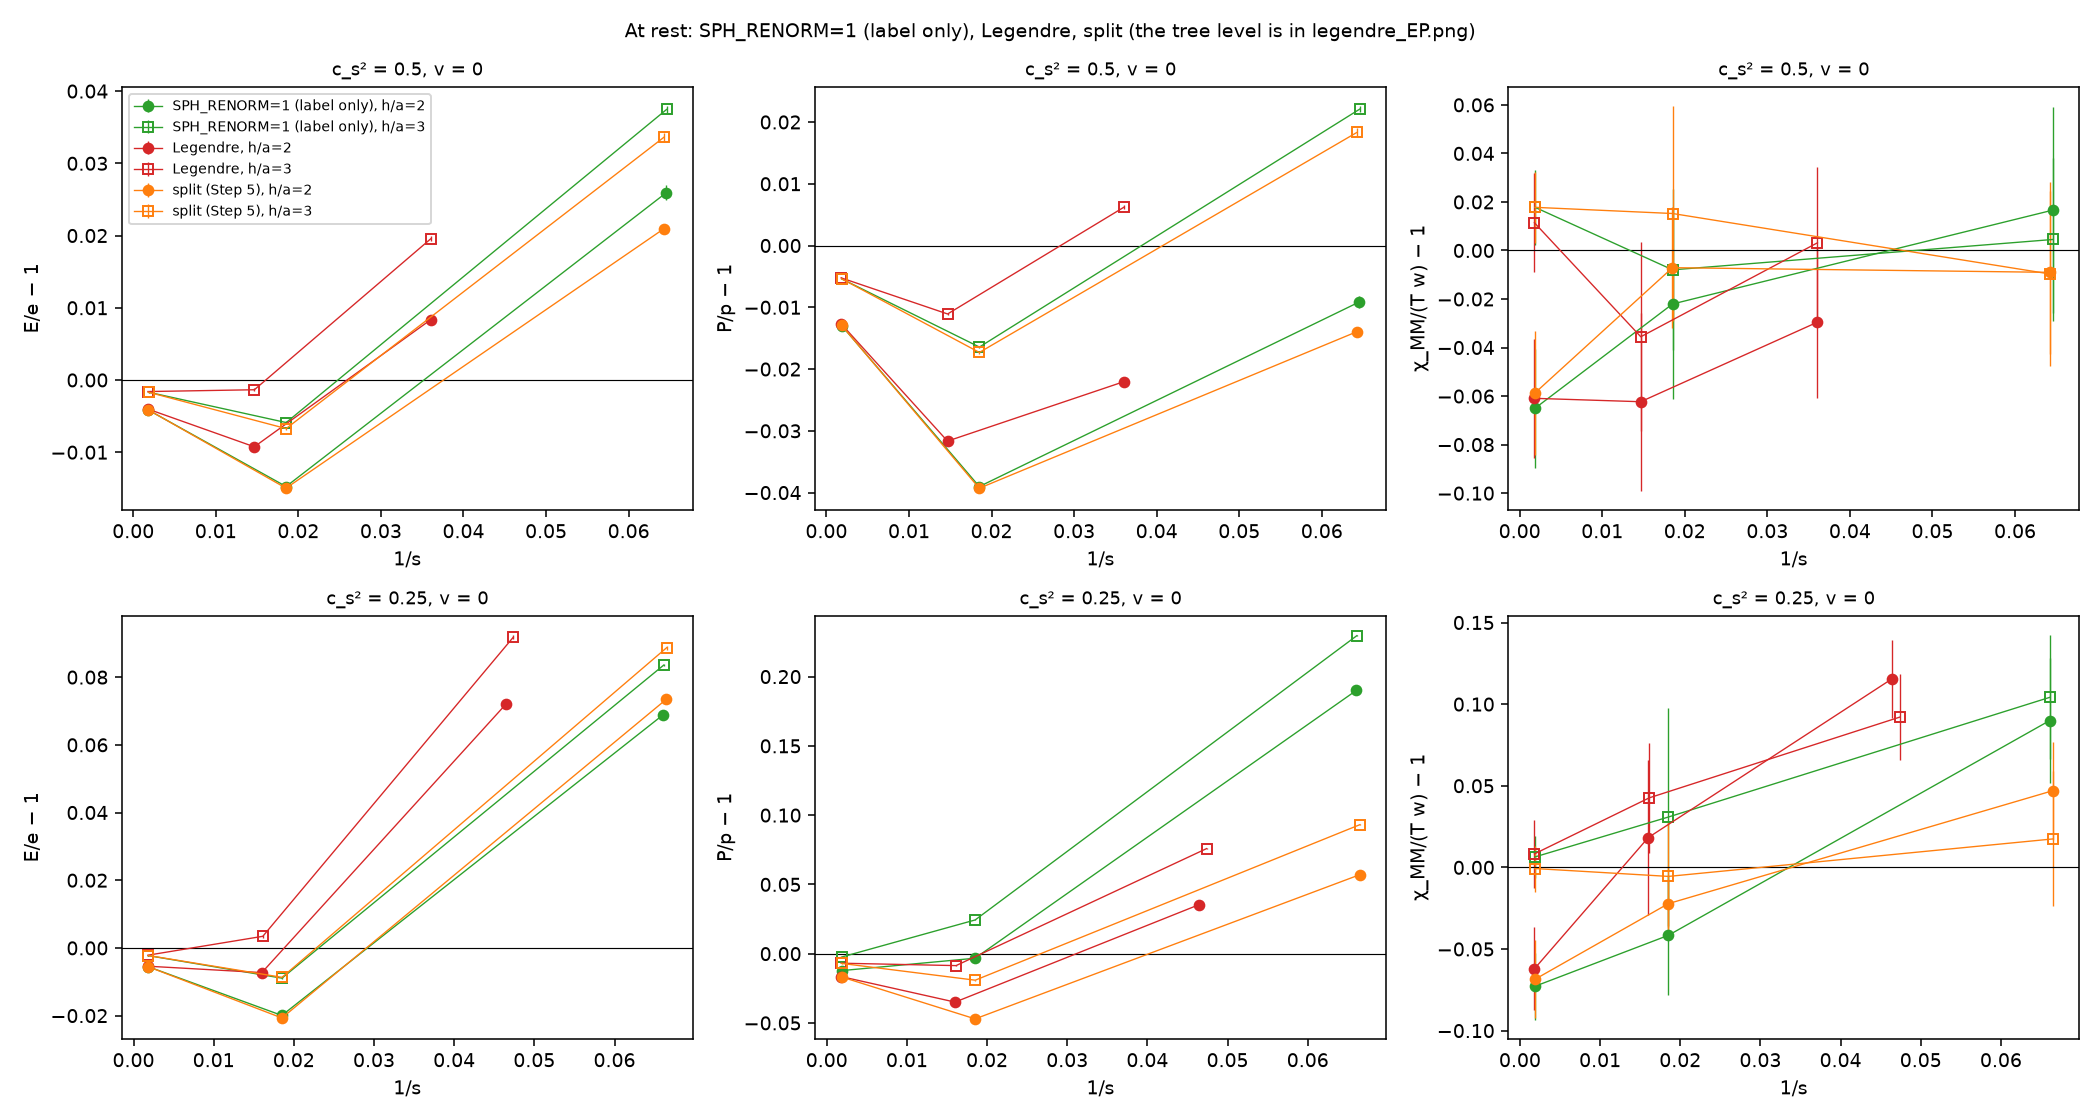 At rest: SPH_RENORM=1 (label only), Legendre, split (the tree level is in legendre_EP.png)
c_s² = 0.5, v = 0
E/e − 1
0.04
0.03
0.02
0.01
0.00
−0.01
SPH_RENORM=1 (label only), h/a=2
SPH_RENORM=1 (label only), h/a=3
Legendre, h/a=2
Legendre, h/a=3
split (Step 5), h/a=2
split (Step 5), h/a=3
0.00 0.01 0.02 0.03 0.04 0.05 0.06
1/s
c_s² = 0.5, v = 0
P/p − 1
0.02
0.01
0.00
−0.01
−0.02
−0.03
−0.04
0.00 0.01 0.02 0.03 0.04 0.05 0.06
1/s
c_s² = 0.5, v = 0
χ_MM/(T w) − 1
0.06
0.04
0.02
0.00
−0.02
−0.04
−0.06
−0.08
−0.10
0.00 0.01 0.02 0.03 0.04 0.05 0.06
1/s
c_s² = 0.25, v = 0
E/e − 1
0.08
0.06
0.04
0.02
0.00
−0.02
0.00 0.01 0.02 0.03 0.04 0.05 0.06
1/s
c_s² = 0.25, v = 0
P/p − 1
0.20
0.15
0.10
0.05
0.00
−0.05
0.00 0.01 0.02 0.03 0.04 0.05 0.06
1/s
c_s² = 0.25, v = 0
χ_MM/(T w) − 1
0.15
0.10
0.05
0.00
−0.05
−0.10
0.00 0.01 0.02 0.03 0.04 0.05 0.06
1/s